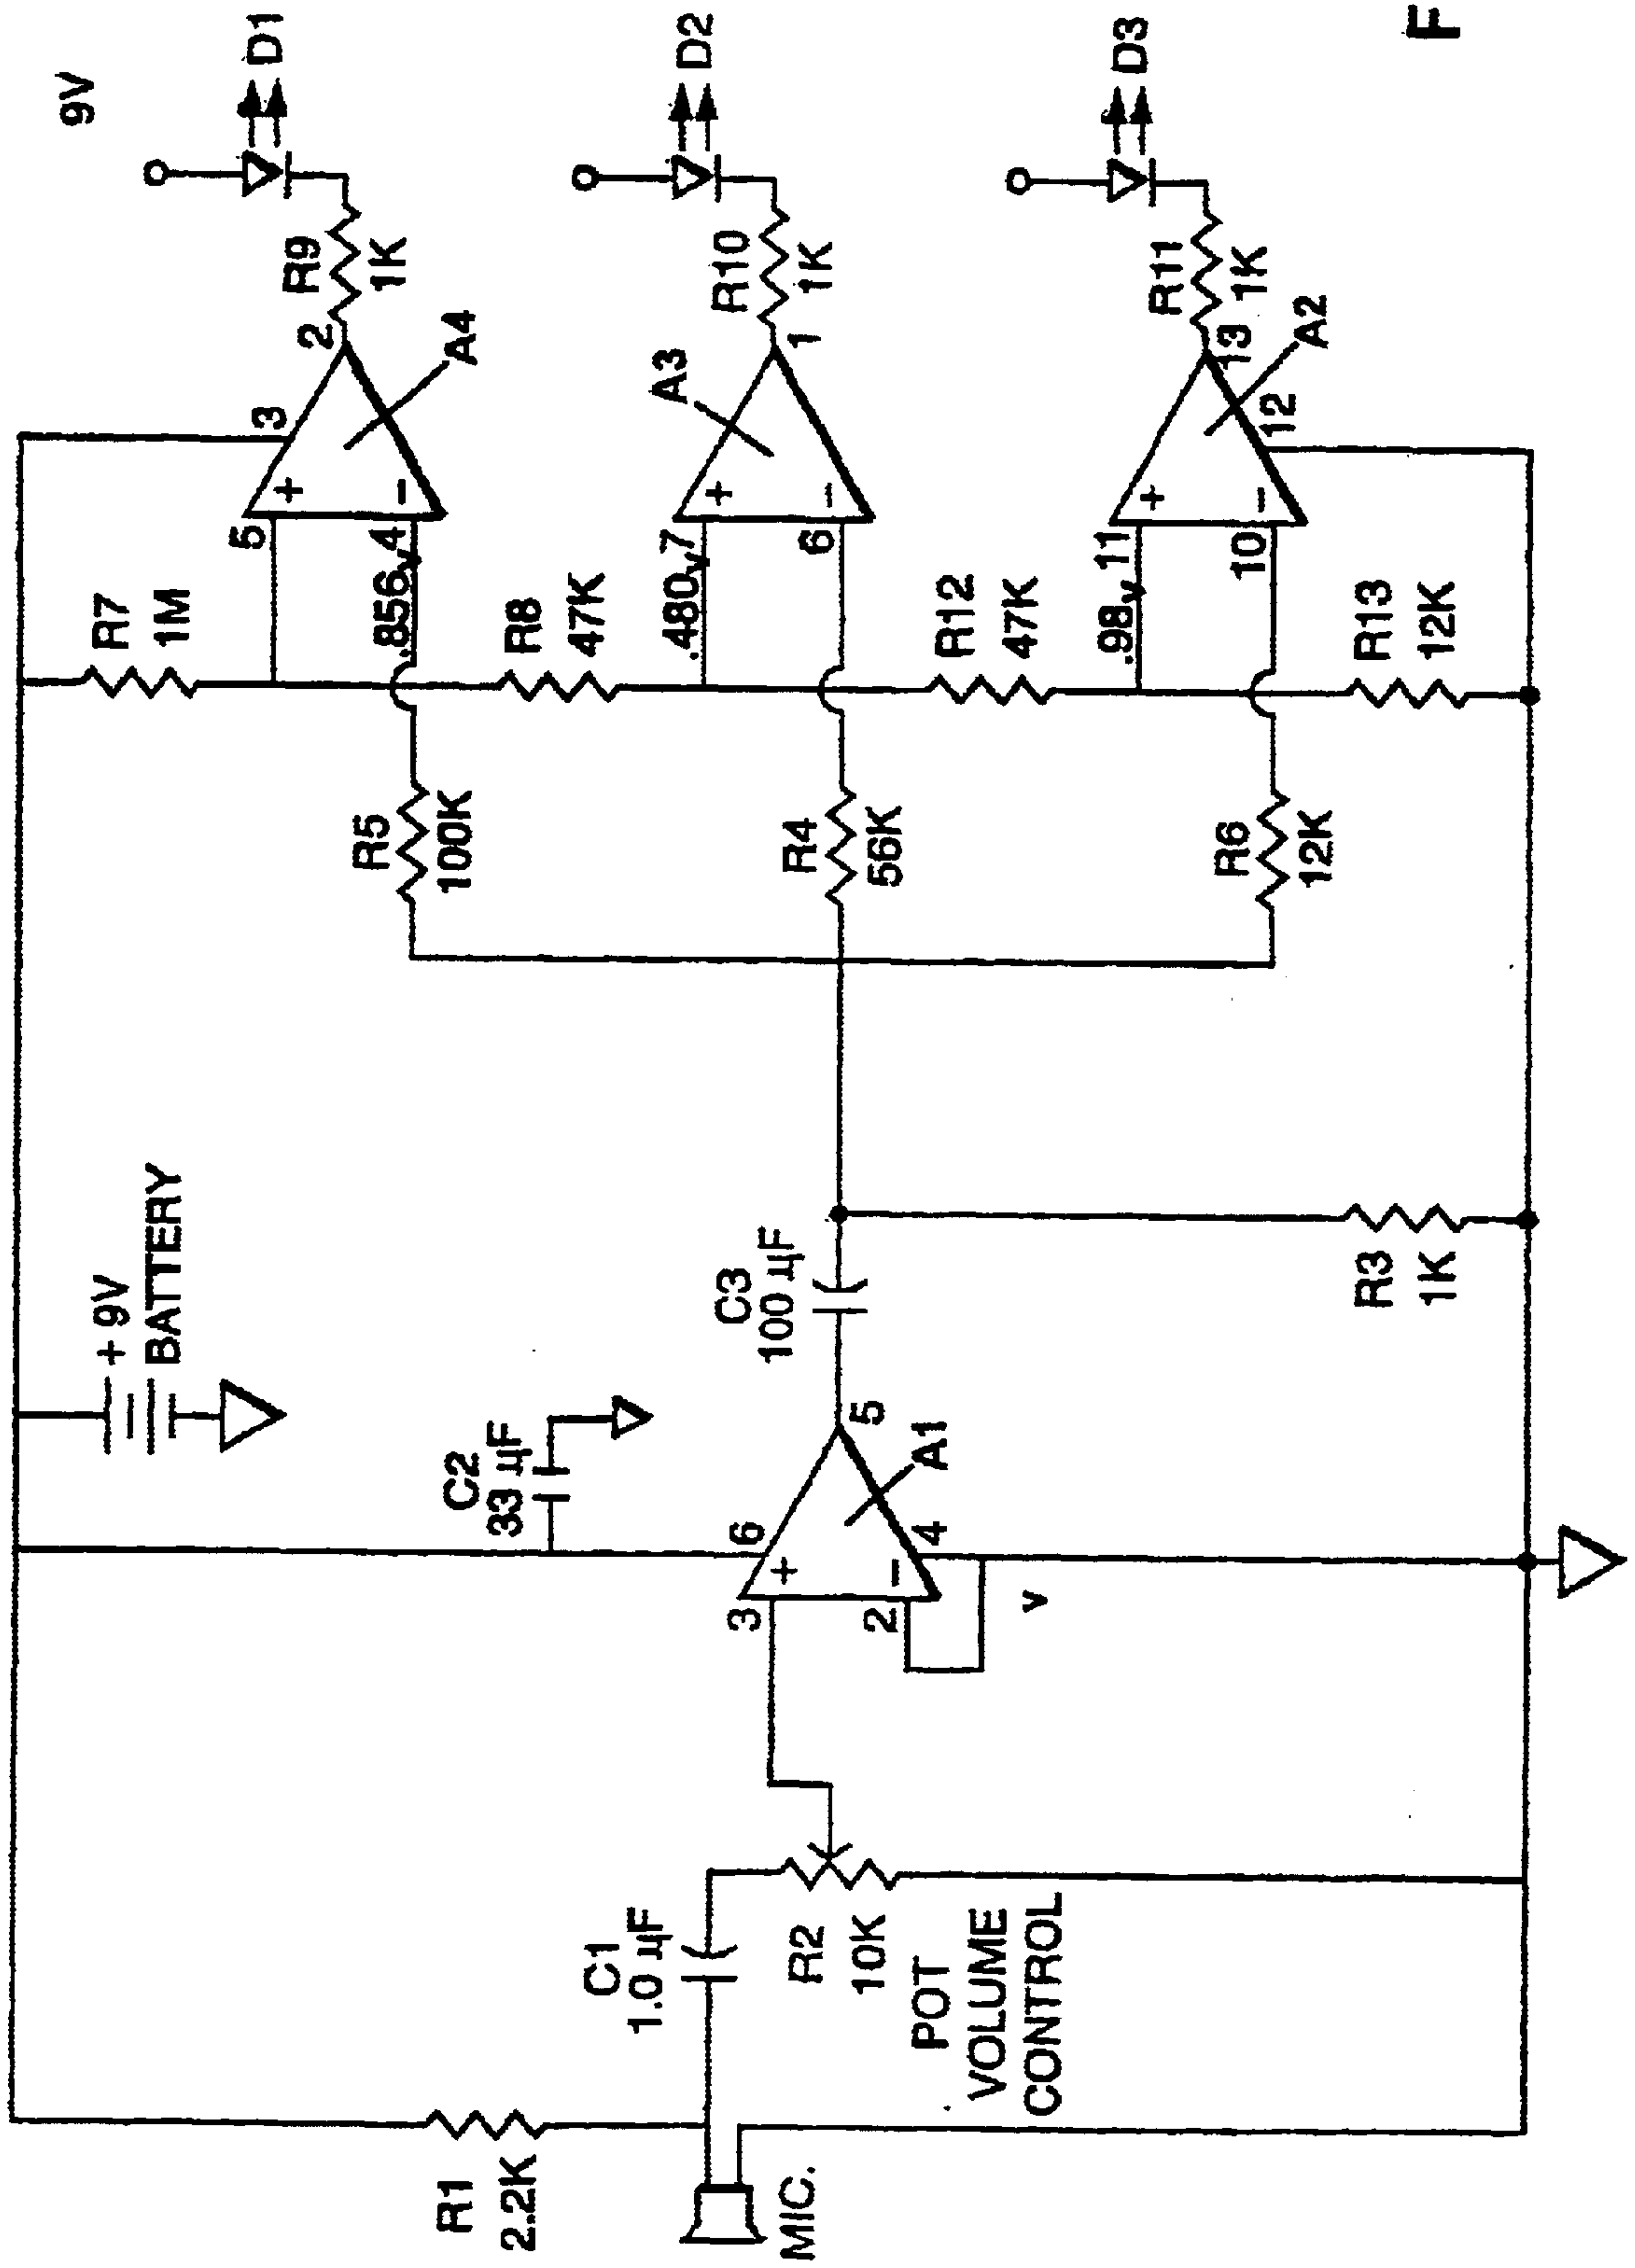 9V
D1
D2
D3
F
R9
1K
R10
1K
R11
1K
2
A4
3
+
−
5
4
.856v
A3
1
+
−
7
.480v
6
13
A2
12
+
−
11
.98v
10
R7
1M
R8
47K
R12
47K
R13
12K
R5
100K
R4
56K
R6
12K
+9V
BATTERY
C2
33 µF
C3
100 µF
R3
1K
6
5
A1
4
+
−
3
2
v
C1
1.0 µF
R2
10K
POT
VOLUME
CONTROL
R1
2.2K
MIC.